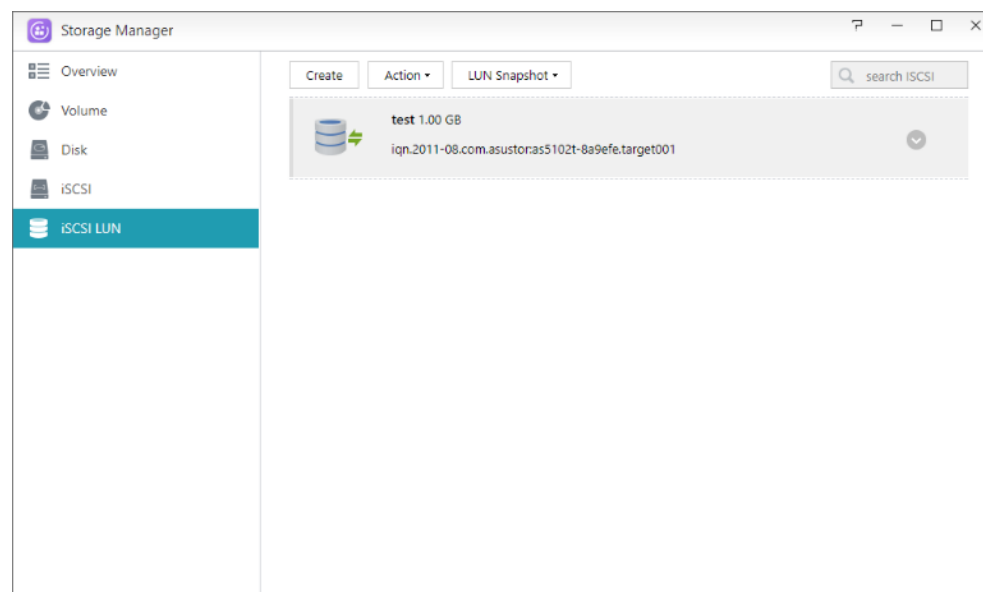 Storage Manager
Overview
Volume
Disk
iSCSI
iSCSI LUN
Create
Action
LUN Snapshot
search ISCSI
test 1.00 GB
iqn.2011-08.com.asustor:as5102t-8a9efe.target001